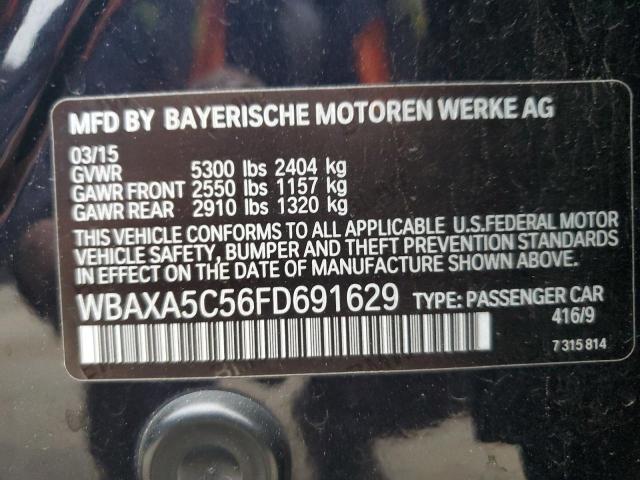 MFD BY BAYERISCHE MOTOREN WERKE AG
03/15
GVWR 5300 lbs 2404 kg
GAWR FRONT 2550 lbs 1157 kg
GAWR REAR 2910 lbs 1320 kg
THIS VEHICLE CONFORMS TO ALL APPLICABLE U.S.FEDERAL MOTOR
VEHICLE SAFETY, BUMPER AND THEFT PREVENTION STANDARDS
IN EFFECT ON THE DATE OF MANUFACTURE SHOWN ABOVE.
WBAXA5C56FD691629 TYPE: PASSENGER CAR
416/9
7 315 814